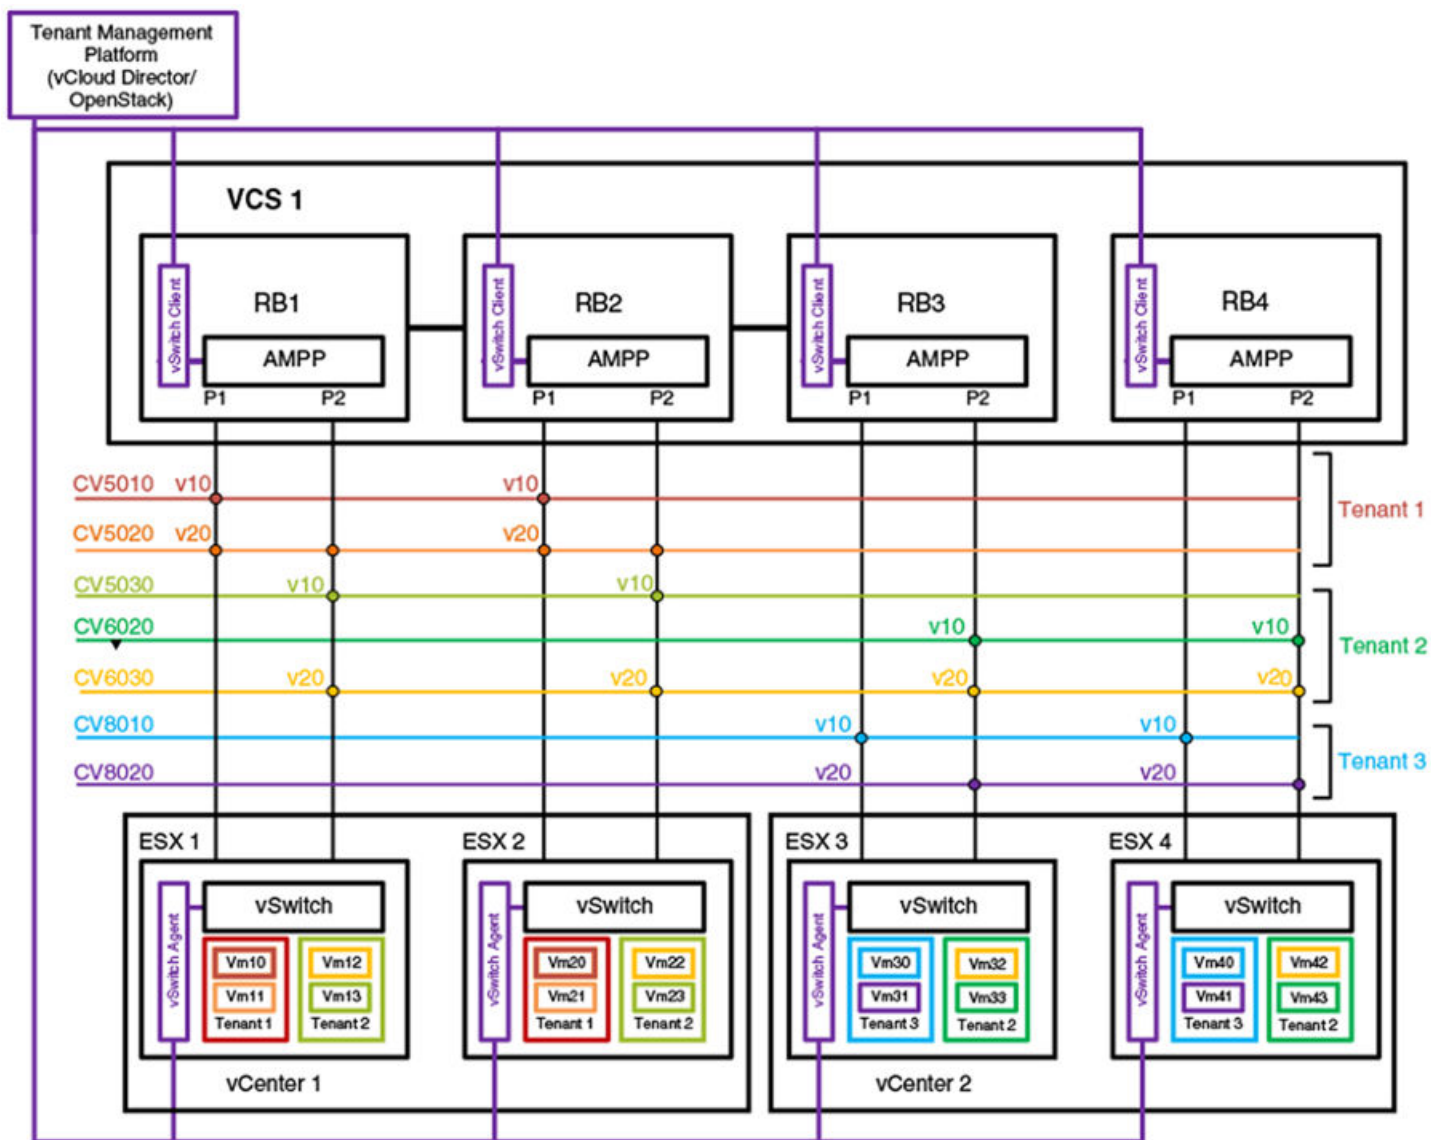 Tenant Management
Platform
(vCloud Director/
OpenStack)
VCS 1
vSwitch Client
RB1
AMPP
P1 P2
vSwitch Client
RB2
AMPP
P1 P2
vSwitch Client
RB3
AMPP
P1 P2
vSwitch Client
RB4
AMPP
P1 P2
CV5010 v10 v10
Tenant 1
CV5020 v20 v20
CV5030 v10 v10
CV6020 v10 v10
Tenant 2
CV6030 v20 v20 v20 v20
CV8010 v10 v10
Tenant 3
CV8020 v20 v20
ESX 1
vSwitch Agent
vSwitch
Vm10 Vm12
Vm11 Vm13
Tenant 1 Tenant 2
ESX 2
vSwitch Agent
vSwitch
Vm20 Vm22
Vm21 Vm23
Tenant 1 Tenant 2
vCenter 1
ESX 3
vSwitch Agent
vSwitch
Vm30 Vm32
Vm31 Vm33
Tenant 3 Tenant 2
ESX 4
vSwitch Agent
vSwitch
Vm40 Vm42
Vm41 Vm43
Tenant 3 Tenant 2
vCenter 2